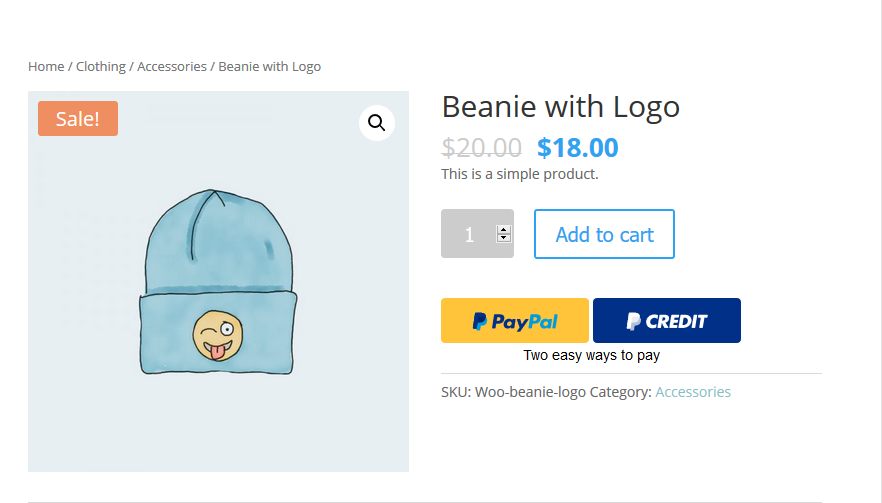 Home / Clothing / Accessories / Beanie with Logo
Sale!
Beanie with Logo
$20.00 $18.00
This is a simple product.
1 Add to cart
PayPal CREDIT
Two easy ways to pay
SKU: Woo-beanie-logo Category: Accessories